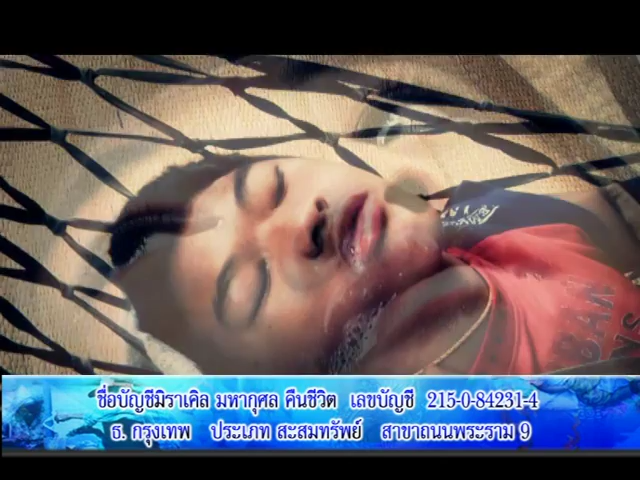 BAN
IS
ชื่อบัญชีมิราเคิล มหากุศล คืนชีวิต เลขบัญชี 215-0-84231-4
ธ. กรุงเทพ ประเภท สะสมทรัพย์ สาขาถนนพระราม 9